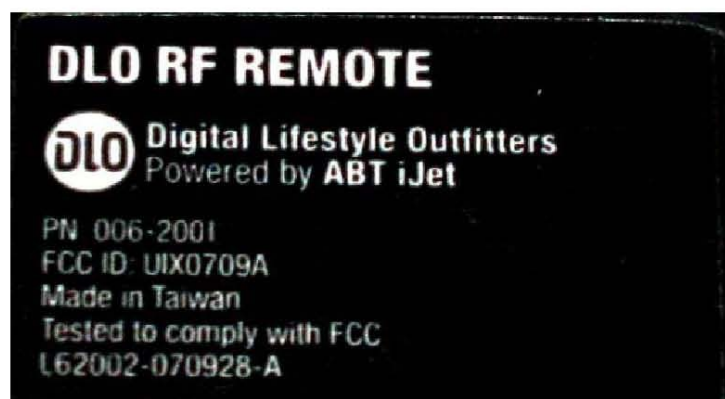 DLO RF REMOTE
DLO Digital Lifestyle Outfitters
Powered by ABT iJet
PN 006-2001
FCC ID: UIX0709A
Made in Taiwan
Tested to comply with FCC
L62002-070928-A